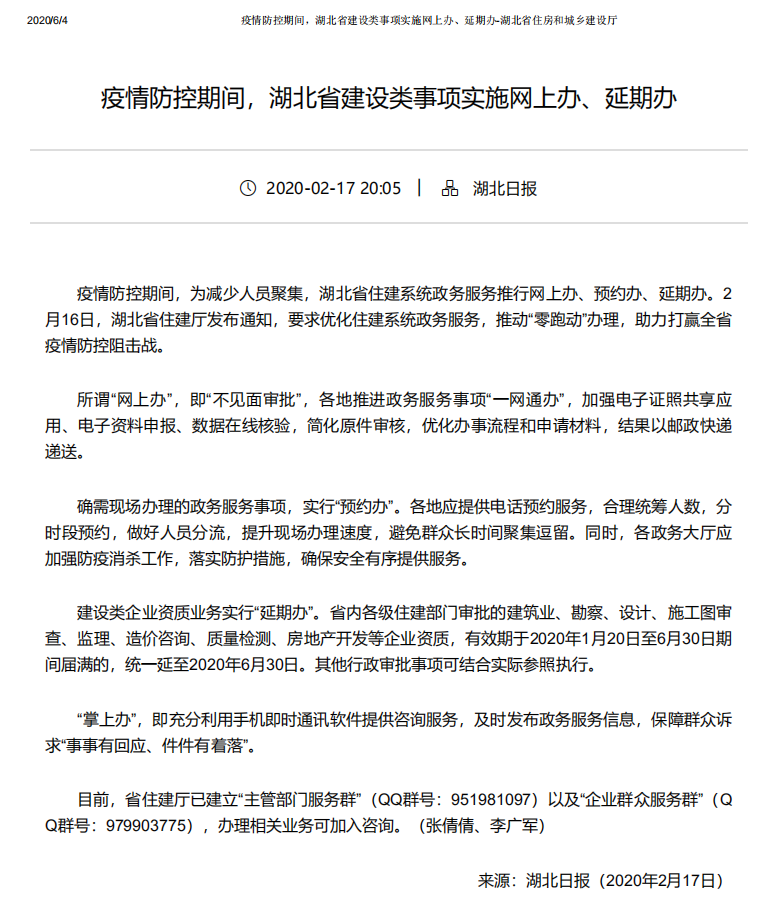 2020/6/4 疫情防控期间，湖北省建设类事项实施网上办、延期办-湖北省住房和城乡建设厅
疫情防控期间，湖北省建设类事项实施网上办、延期办
2020-02-17 20:05 | 湖北日报
疫情防控期间，为减少人员聚集，湖北省住建系统政务服务推行网上办、预约办、延期办。2
月16日，湖北省住建厅发布通知，要求优化住建系统政务服务，推动“零跑动”办理，助力打赢全省
疫情防控阻击战。
所谓“网上办”，即“不见面审批”，各地推进政务服务事项“一网通办”，加强电子证照共享应
用、电子资料申报、数据在线核验，简化原件审核，优化办事流程和申请材料，结果以邮政快递
递送。
确需现场办理的政务服务事项，实行“预约办”。各地应提供电话预约服务，合理统筹人数，分
时段预约，做好人员分流，提升现场办理速度，避免群众长时间聚集逗留。同时，各政务大厅应
加强防疫消杀工作，落实防护措施，确保安全有序提供服务。
建设类企业资质业务实行“延期办”。省内各级住建部门审批的建筑业、勘察、设计、施工图审
查、监理、造价咨询、质量检测、房地产开发等企业资质，有效期于2020年1月20日至6月30日期
间届满的，统一延至2020年6月30日。其他行政审批事项可结合实际参照执行。
“掌上办”，即充分利用手机即时通讯软件提供咨询服务，及时发布政务服务信息，保障群众诉
求“事事有回应、件件有着落”。
目前，省住建厅已建立“主管部门服务群”（QQ群号：951981097）以及“企业群众服务群”（Q
Q群号：979903775），办理相关业务可加入咨询。（张倩倩、李广军）
来源：湖北日报（2020年2月17日）